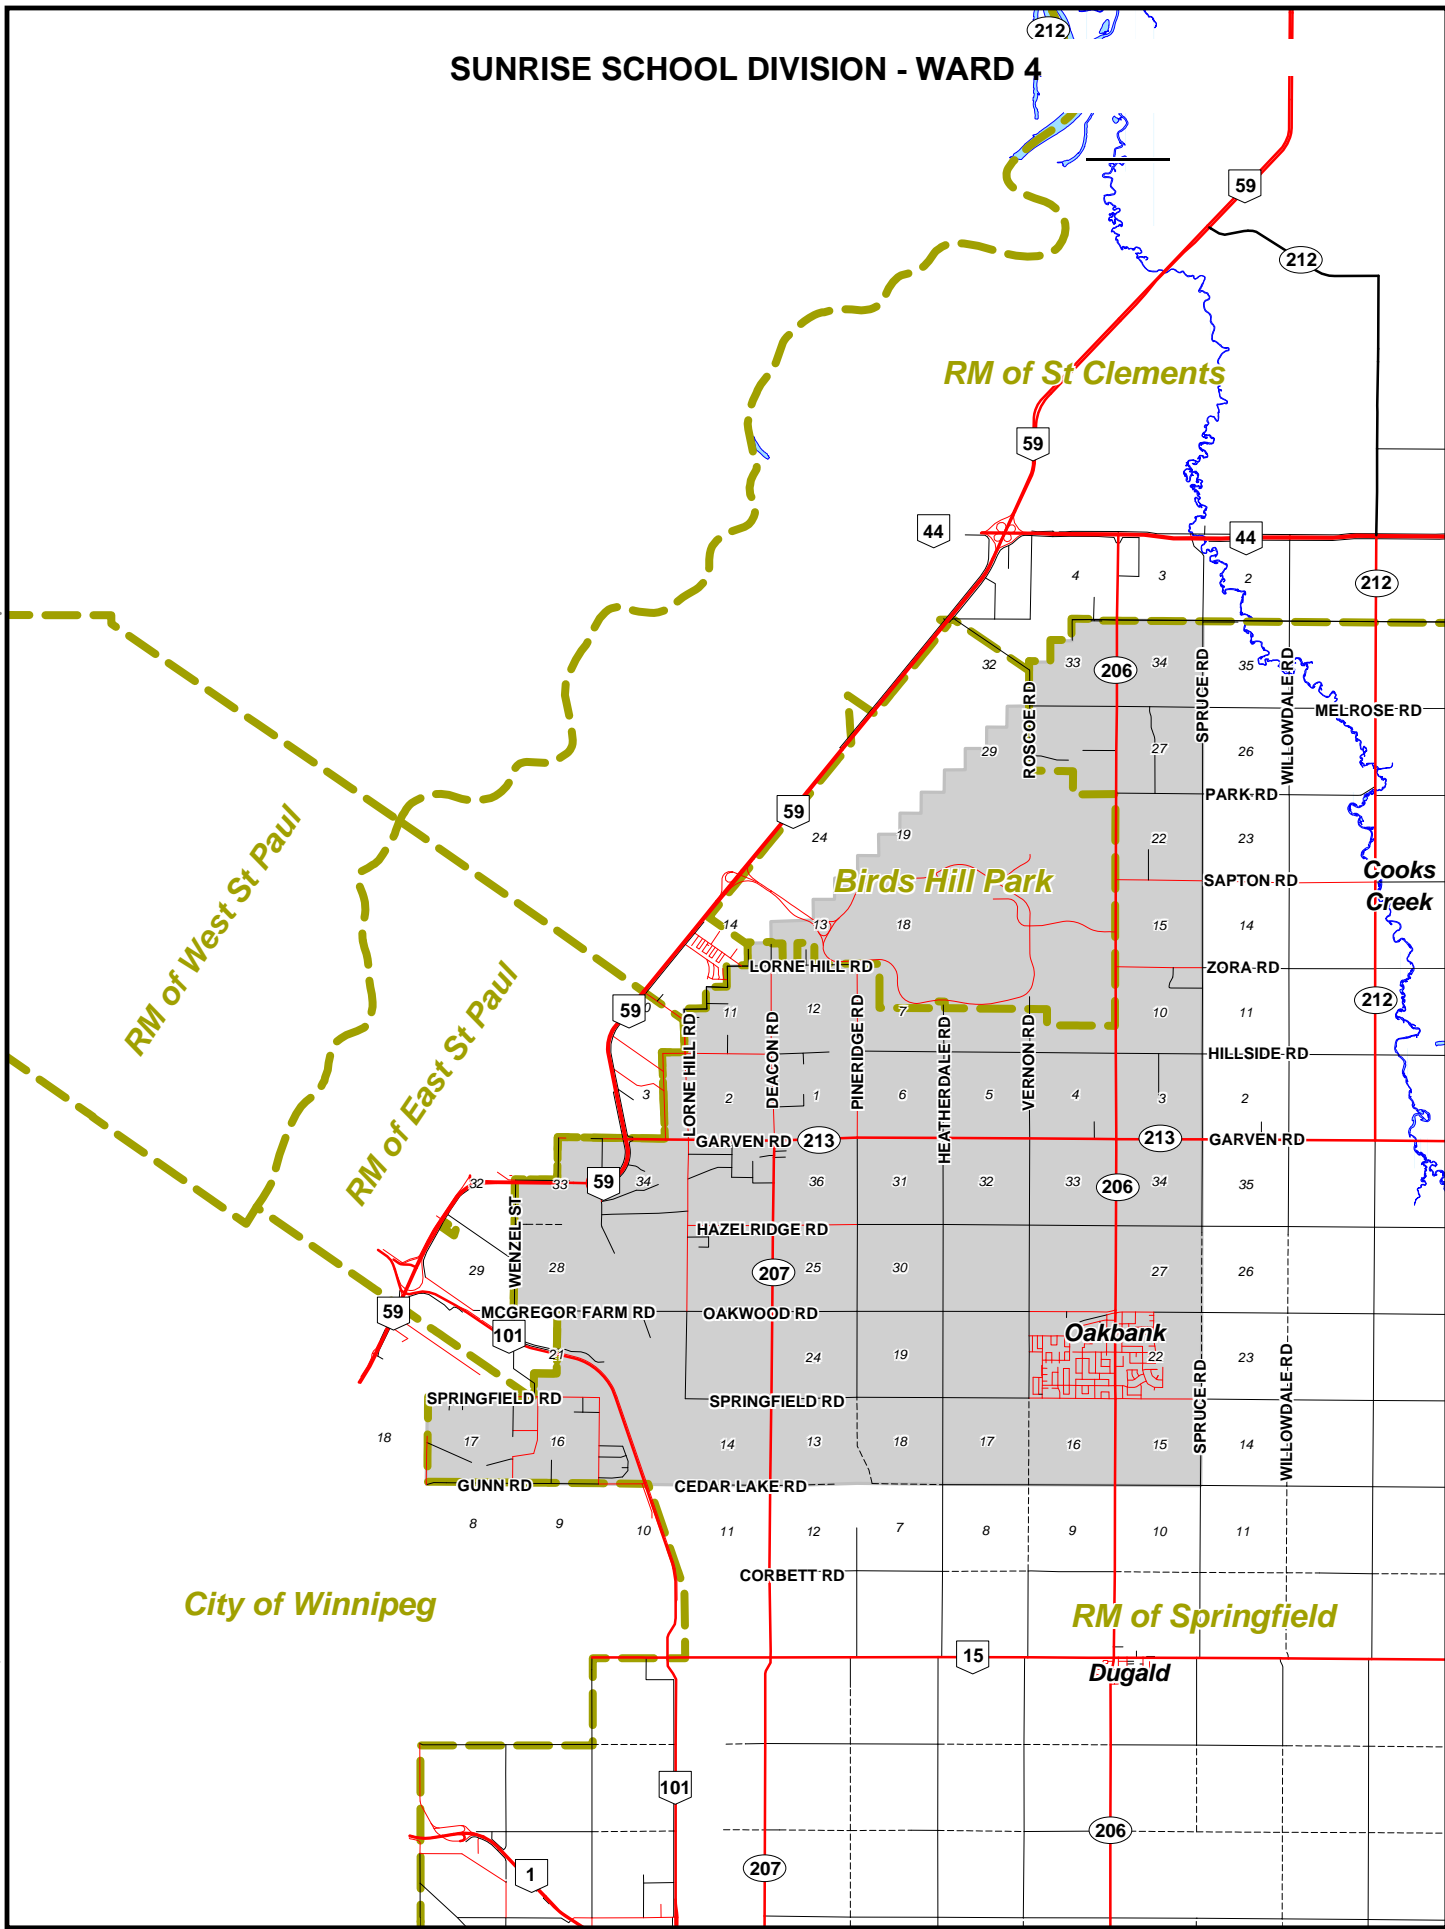 212
SUNRISE SCHOOL DIVISION - WARD 4
59
212
RM of St Clements
59
44
44
4
3
2
212
32
33
206
34
35
SPRUCE RD
WILLOWDALE RD
ROSCOE RD
MELROSE RD
29
27
26
PARK RD
59
24
19
22
23
RM of West St Paul
Birds Hill Park
SAPTON RD
Cooks
Creek
14
13
18
15
14
LORNE HILL RD
ZORA RD
RM of East St Paul
59
11
12
7
10
11
212
LORNE HILL RD
DEACON RD
PINERIDGE RD
HEATHERDALE RD
VERNON RD
HILLSIDE RD
3
2
1
6
5
4
3
2
GARVEN RD
213
213
GARVEN RD
32
33
59
34
36
31
32
33
206
34
35
WENZEL ST
HAZELRIDGE RD
29
28
207
25
30
27
26
59
MCGREGOR FARM RD
OAKWOOD RD
101
Oakbank
21
24
19
22
23
SPRUCE RD
WILLOWDALE RD
SPRINGFIELD RD
SPRINGFIELD RD
18
17
16
14
13
18
17
16
15
14
GUNN RD
CEDAR LAKE RD
8
9
10
11
12
7
8
9
10
11
CORBETT RD
City of Winnipeg
RM of Springfield
15
Dugald
101
206
1
207